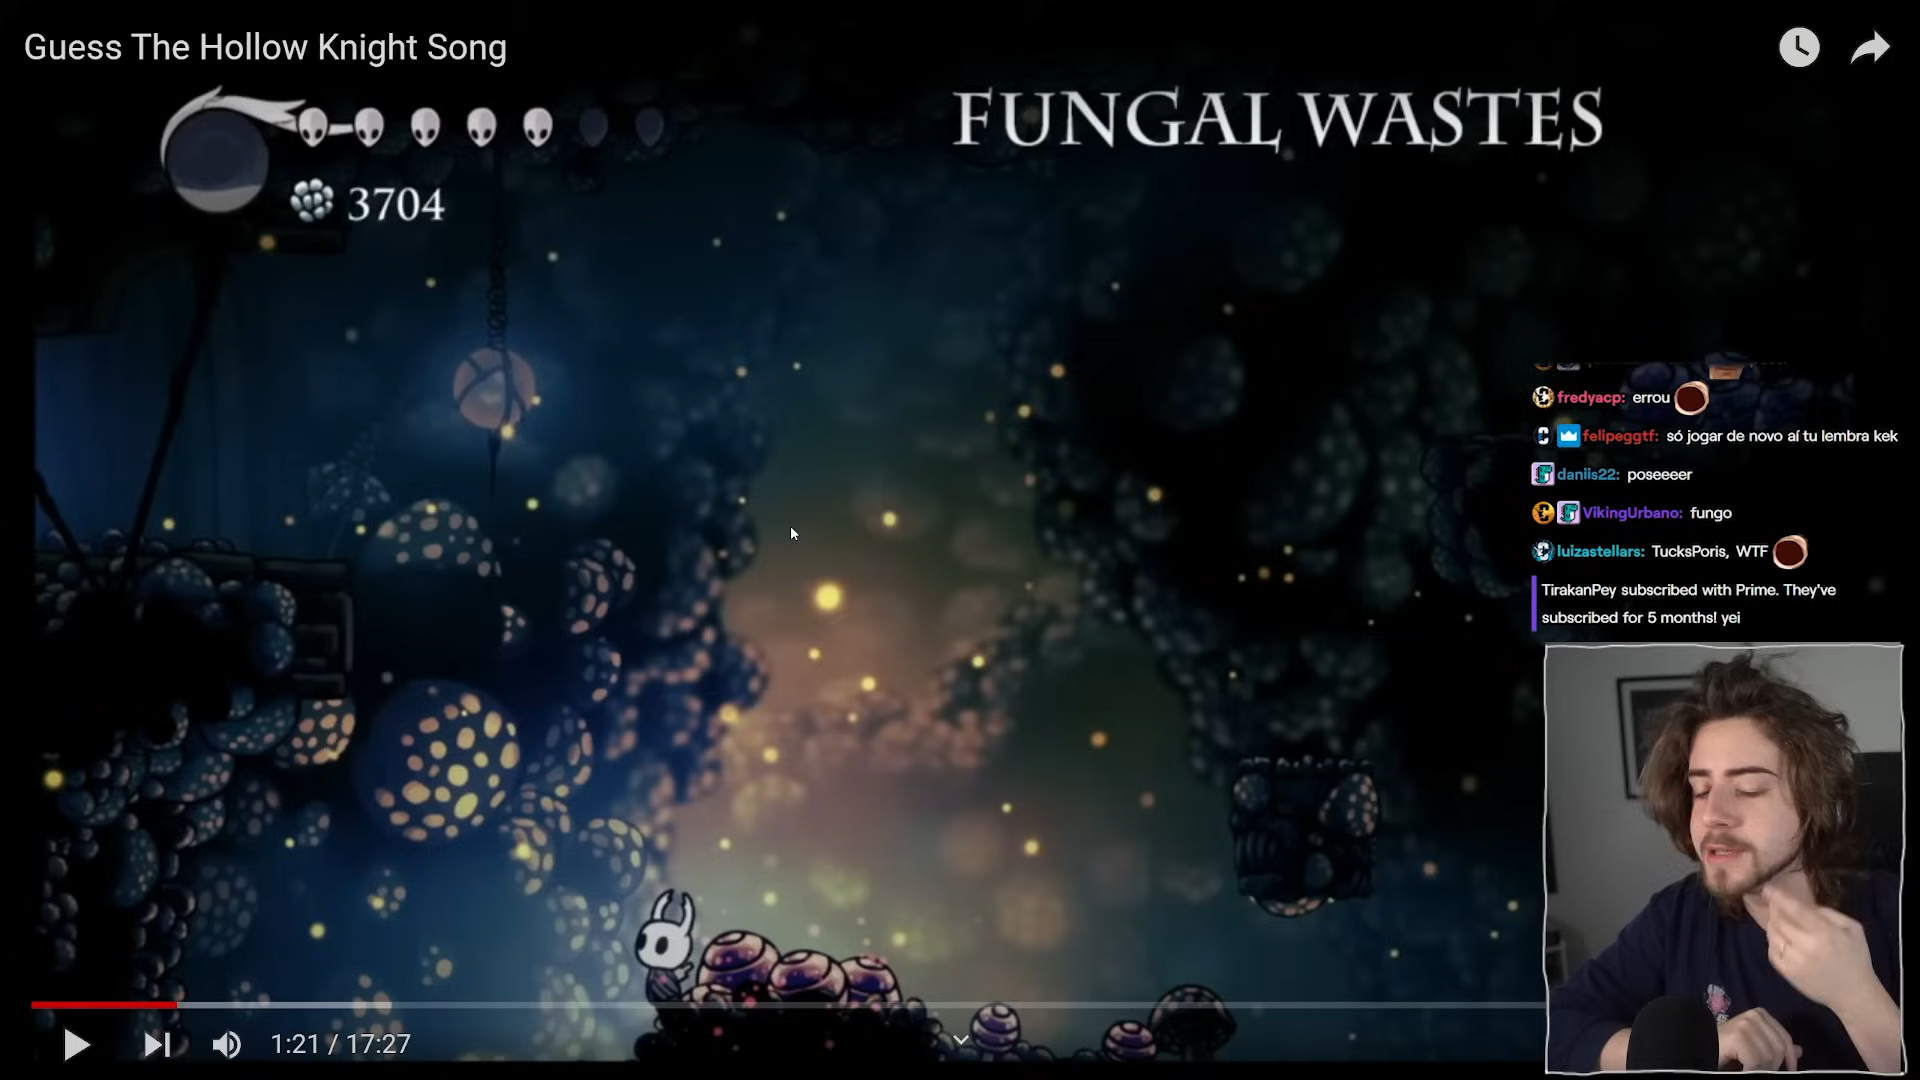 Guess The Hollow Knight Song
FUNGAL WASTES
3704
fredyacp: errou
felipeggtf: só jogar de novo aí tu lembra kek
daniis22: poseeeer
VikingUrbano: fungo
luizastellars: TucksPoris, WTF
TirakanPey subscribed with Prime. They've
subscribed for 5 months! yei
1:21 / 17:27